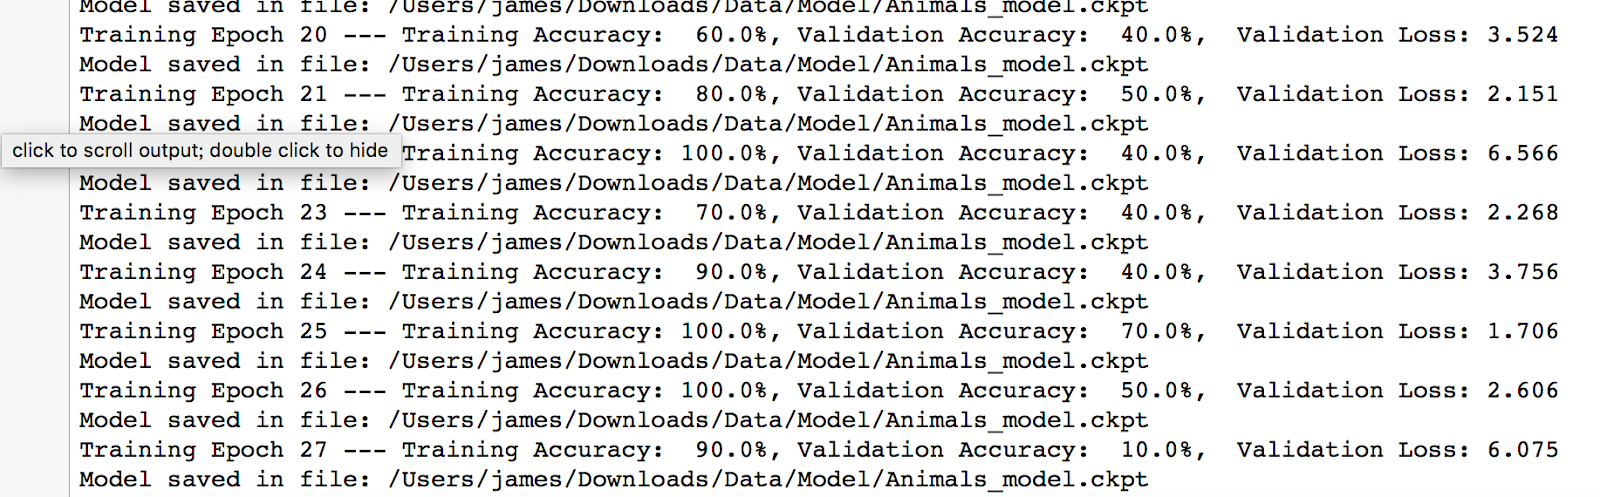 Model saved in file: /Users/james/Downloads/Data/Model/Animals_model.ckpt
Training Epoch 20 --- Training Accuracy:  60.0%, Validation Accuracy:  40.0%,  Validation Loss: 3.524
Model saved in file: /Users/james/Downloads/Data/Model/Animals_model.ckpt
Training Epoch 21 --- Training Accuracy:  80.0%, Validation Accuracy:  50.0%,  Validation Loss: 2.151
Model saved in file: /Users/james/Downloads/Data/Model/Animals_model.ckpt
click to scroll output; double click to hide Training Accuracy: 100.0%, Validation Accuracy:  40.0%,  Validation Loss: 6.566
Model saved in file: /Users/james/Downloads/Data/Model/Animals_model.ckpt
Training Epoch 23 --- Training Accuracy:  70.0%, Validation Accuracy:  40.0%,  Validation Loss: 2.268
Model saved in file: /Users/james/Downloads/Data/Model/Animals_model.ckpt
Training Epoch 24 --- Training Accuracy:  90.0%, Validation Accuracy:  40.0%,  Validation Loss: 3.756
Model saved in file: /Users/james/Downloads/Data/Model/Animals_model.ckpt
Training Epoch 25 --- Training Accuracy: 100.0%, Validation Accuracy:  70.0%,  Validation Loss: 1.706
Model saved in file: /Users/james/Downloads/Data/Model/Animals_model.ckpt
Training Epoch 26 --- Training Accuracy: 100.0%, Validation Accuracy:  50.0%,  Validation Loss: 2.606
Model saved in file: /Users/james/Downloads/Data/Model/Animals_model.ckpt
Training Epoch 27 --- Training Accuracy:  90.0%, Validation Accuracy:  10.0%,  Validation Loss: 6.075
Model saved in file: /Users/james/Downloads/Data/Model/Animals_model.ckpt